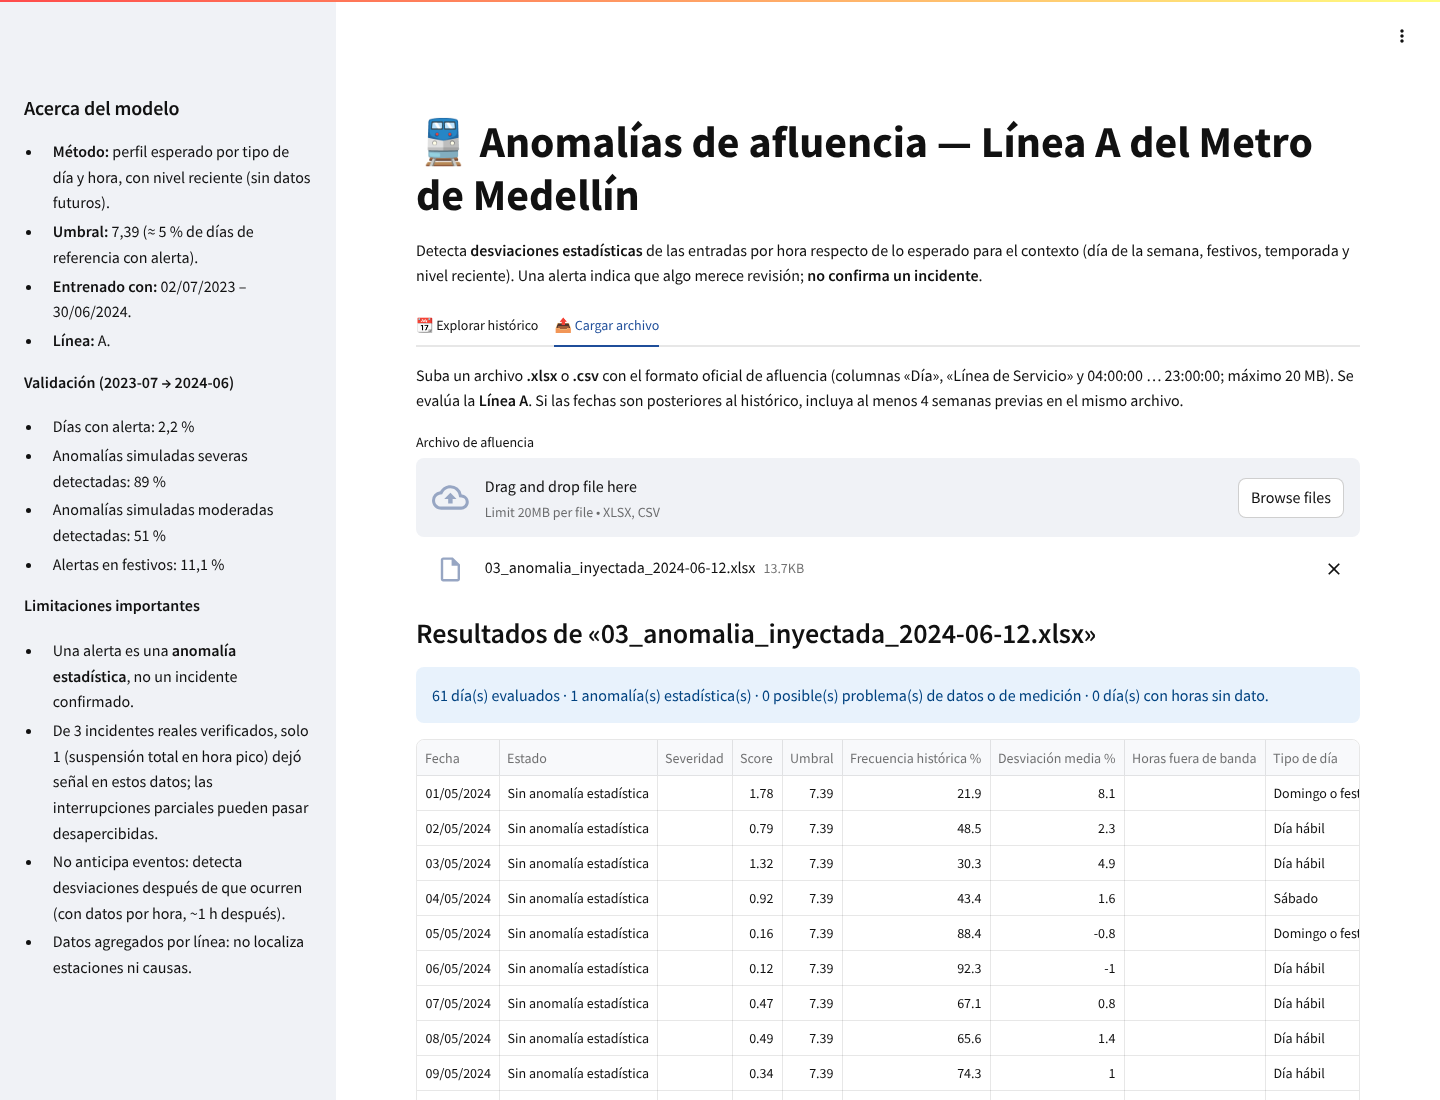 Acerca del modelo
• Método: perfil esperado por tipo de
día y hora, con nivel reciente (sin datos
futuros).
• Umbral: 7,39 (≈ 5 % de días de
referencia con alerta).
• Entrenado con: 02/07/2023 –
30/06/2024.
• Línea: A.
Validación (2023-07 → 2024-06)
• Días con alerta: 2,2 %
• Anomalías simuladas severas
detectadas: 89 %
• Anomalías simuladas moderadas
detectadas: 51 %
• Alertas en festivos: 11,1 %
Limitaciones importantes
• Una alerta es una anomalía
estadística, no un incidente
confirmado.
• De 3 incidentes reales verificados, solo
1 (suspensión total en hora pico) dejó
señal en estos datos; las
interrupciones parciales pueden pasar
desapercibidas.
• No anticipa eventos: detecta
desviaciones después de que ocurren
(con datos por hora, ~1 h después).
• Datos agregados por línea: no localiza
estaciones ni causas.
Anomalías de afluencia — Línea A del Metro
de Medellín
Detecta desviaciones estadísticas de las entradas por hora respecto de lo esperado para el contexto (día de la semana, festivos, temporada y
nivel reciente). Una alerta indica que algo merece revisión; no confirma un incidente.
Explorar histórico Cargar archivo
Suba un archivo .xlsx o .csv con el formato oficial de afluencia (columnas «Día», «Línea de Servicio» y 04:00:00 … 23:00:00; máximo 20 MB). Se
evalúa la Línea A. Si las fechas son posteriores al histórico, incluya al menos 4 semanas previas en el mismo archivo.
Archivo de afluencia
Drag and drop file here
Limit 20MB per file • XLSX, CSV
Browse files
03_anomalia_inyectada_2024-06-12.xlsx 13.7KB
Resultados de «03_anomalia_inyectada_2024-06-12.xlsx»
61 día(s) evaluados · 1 anomalía(s) estadística(s) · 0 posible(s) problema(s) de datos o de medición · 0 día(s) con horas sin dato.
Fecha Estado Severidad Score Umbral Frecuencia histórica % Desviación media % Horas fuera de banda Tipo de día
01/05/2024 Sin anomalía estadística 1.78 7.39 21.9 8.1 Domingo o fest
02/05/2024 Sin anomalía estadística 0.79 7.39 48.5 2.3 Día hábil
03/05/2024 Sin anomalía estadística 1.32 7.39 30.3 4.9 Día hábil
04/05/2024 Sin anomalía estadística 0.92 7.39 43.4 1.6 Sábado
05/05/2024 Sin anomalía estadística 0.16 7.39 88.4 -0.8 Domingo o fest
06/05/2024 Sin anomalía estadística 0.12 7.39 92.3 -1 Día hábil
07/05/2024 Sin anomalía estadística 0.47 7.39 67.1 0.8 Día hábil
08/05/2024 Sin anomalía estadística 0.49 7.39 65.6 1.4 Día hábil
09/05/2024 Sin anomalía estadística 0.34 7.39 74.3 1 Día hábil